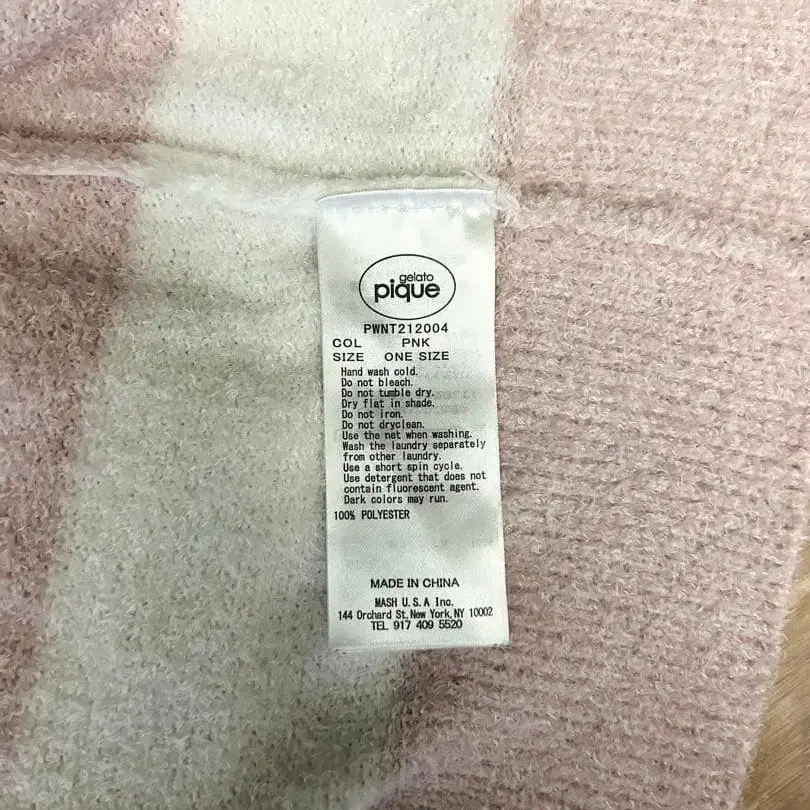 gelato
pique
PWNT212004
COL PNK
SIZE ONE SIZE
Hand wash cold.
Do not bleach.
Do not tumble dry.
Dry flat in shade.
Do not iron.
Do not dryclean.
Use the net when washing.
Wash the laundry separately
from other laundry.
Use a short spin cycle.
Use detergent that does not
contain fluorescent agent.
Dark colors may run.
100% POLYESTER
MADE IN CHINA
MASH U.S.A Inc.
144 Orchard St, New York, NY 10002
TEL 917 409 5520